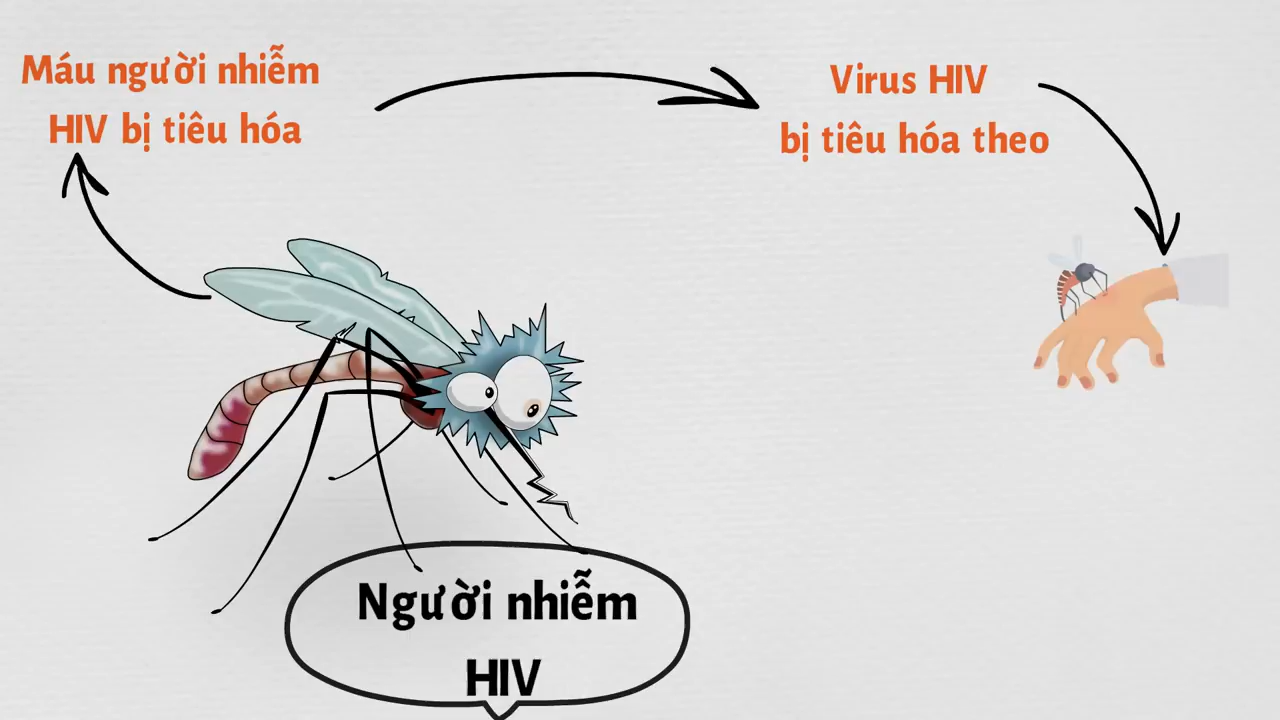 Máu người nhiễm
HIV bị tiêu hóa
Virus HIV
bị tiêu hóa theo
Người nhiễm
HIV